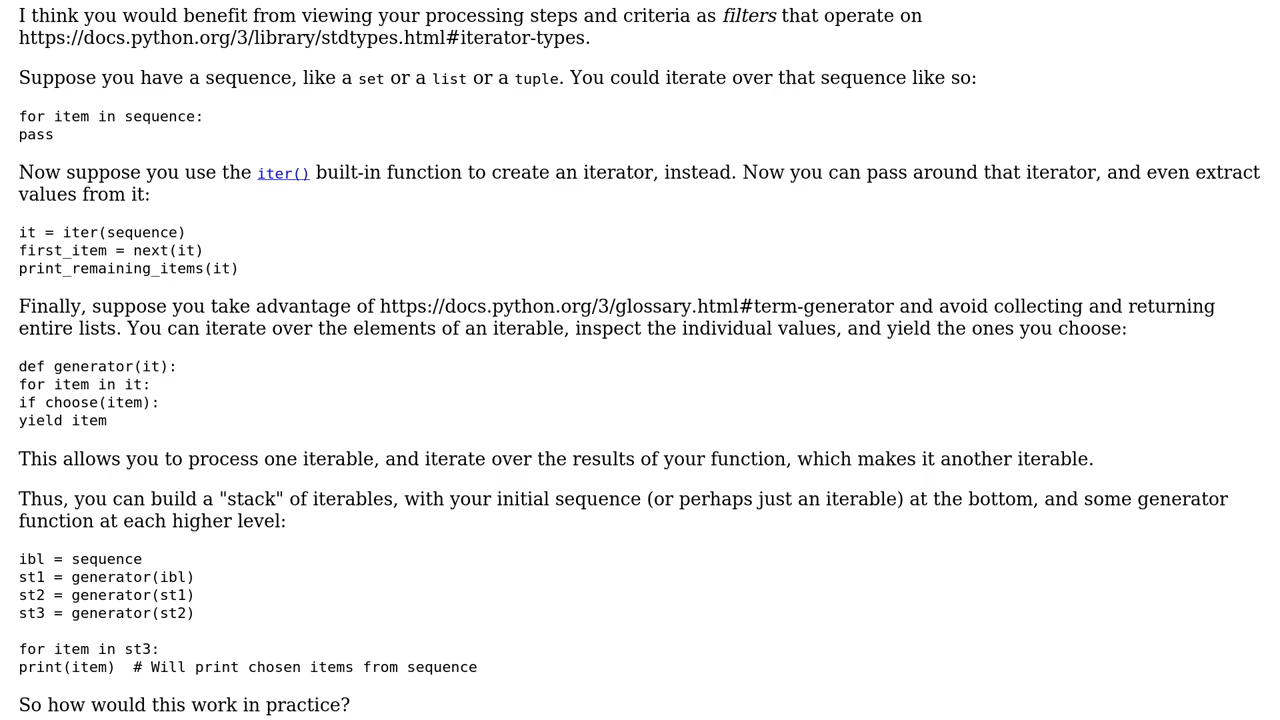 I think you would benefit from viewing your processing steps and criteria as filters that operate on
https://docs.python.org/3/library/stdtypes.html#iterator-types.
Suppose you have a sequence, like a set or a list or a tuple. You could iterate over that sequence like so:
for item in sequence:
pass
Now suppose you use the iter() built-in function to create an iterator, instead. Now you can pass around that iterator, and even extract
values from it:
it = iter(sequence)
first_item = next(it)
print_remaining_items(it)
Finally, suppose you take advantage of https://docs.python.org/3/glossary.html#term-generator and avoid collecting and returning
entire lists. You can iterate over the elements of an iterable, inspect the individual values, and yield the ones you choose:
def generator(it):
for item in it:
if choose(item):
yield item
This allows you to process one iterable, and iterate over the results of your function, which makes it another iterable.
Thus, you can build a "stack" of iterables, with your initial sequence (or perhaps just an iterable) at the bottom, and some generator
function at each higher level:
ibl = sequence
st1 = generator(ibl)
st2 = generator(st1)
st3 = generator(st2)
for item in st3:
print(item)  # Will print chosen items from sequence
So how would this work in practice?